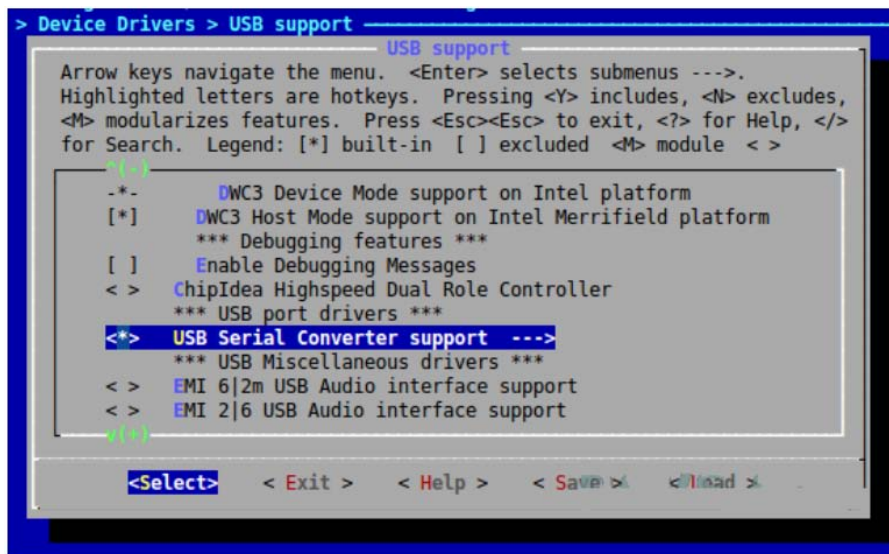 > Device Drivers > USB support
USB support
Arrow keys navigate the menu. <Enter> selects submenus --->.
Highlighted letters are hotkeys. Pressing <Y> includes, <N> excludes,
<M> modularizes features. Press <Esc><Esc> to exit, <?> for Help, </>
for Search. Legend: [*] built-in [ ] excluded <M> module < >
^(-)
-*- DWC3 Device Mode support on Intel platform
[*] DWC3 Host Mode support on Intel Merrifield platform
*** Debugging features ***
[ ] Enable Debugging Messages
< > ChipIdea Highspeed Dual Role Controller
*** USB port drivers ***
<*> USB Serial Converter support --->
*** USB Miscellaneous drivers ***
< > EMI 6|2m USB Audio interface support
< > EMI 2|6 USB Audio interface support
v(+)
<Select> < Exit > < Help > < Save > < Load >